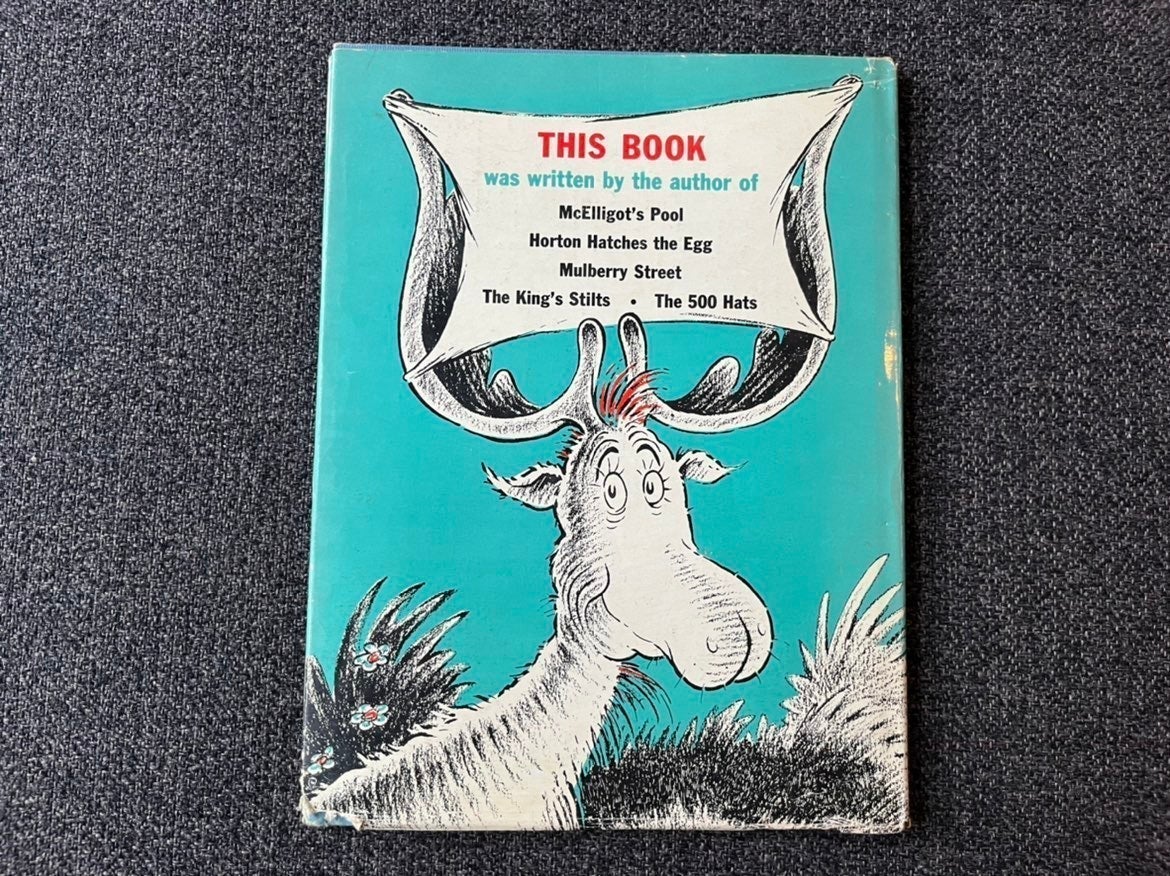 THIS BOOK
was written by the author of
McElligot's Pool
Horton Hatches the Egg
Mulberry Street
The King's Stilts • The 500 Hats